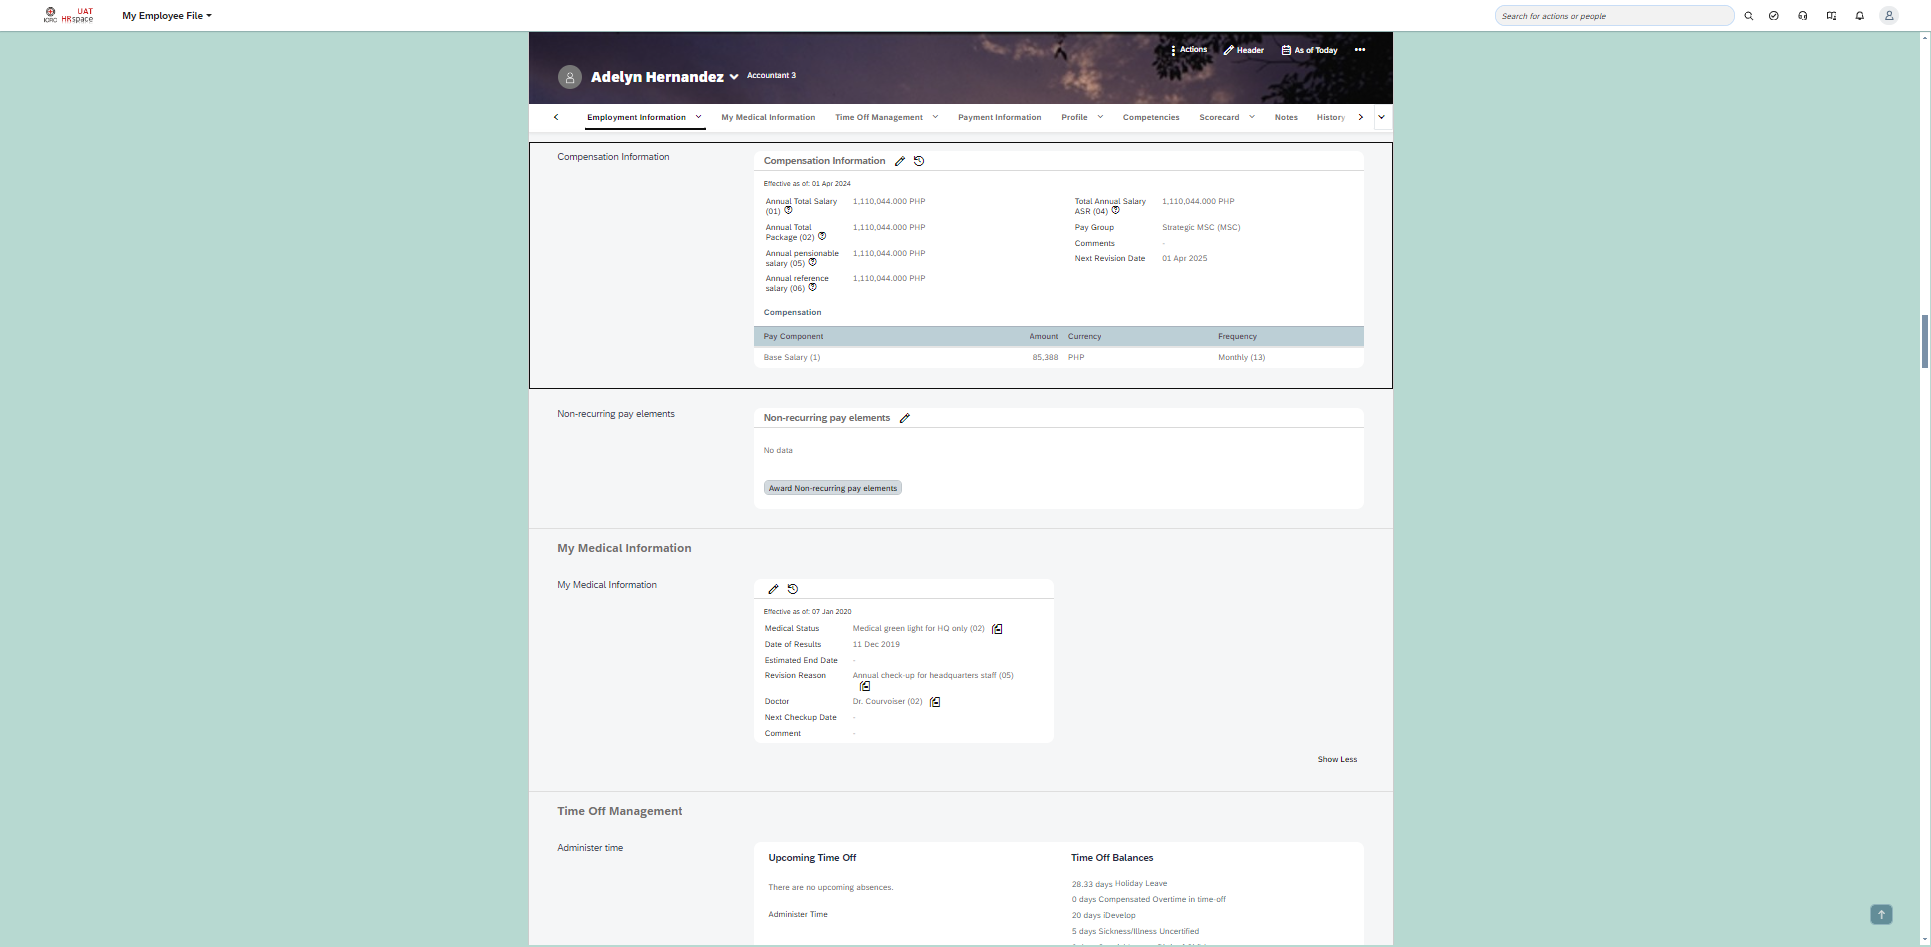 UAT
ICRC HRspace
My Employee File
Search for actions or people
Actions
Header
As of Today
Adelyn Hernandez
Accountant 3
Employment Information
My Medical Information
Time Off Management
Payment Information
Profile
Competencies
Scorecard
Notes
History
Compensation Information
Compensation Information
Effective as of: 01 Apr 2024
Annual Total Salary
(01)
1,110,044.000 PHP
Annual Total
Package (02)
1,110,044.000 PHP
Annual pensionable
salary (05)
1,110,044.000 PHP
Annual reference
salary (06)
1,110,044.000 PHP
Total Annual Salary
ASR (04)
1,110,044.000 PHP
Pay Group
Strategic MSC (MSC)
Comments
-
Next Revision Date
01 Apr 2025
Compensation
Pay Component Amount Currency Frequency
Base Salary (1) 85,388 PHP Monthly (13)
Non-recurring pay elements
Non-recurring pay elements
No data
Award Non-recurring pay elements
My Medical Information
My Medical Information
Effective as of: 07 Jan 2020
Medical Status Medical green light for HQ only (02)
Date of Results 11 Dec 2019
Estimated End Date -
Revision Reason Annual check-up for headquarters staff (05)
Doctor Dr. Courvoiser (02)
Next Checkup Date -
Comment -
Show Less
Time Off Management
Administer time
Upcoming Time Off
There are no upcoming absences.
Administer Time
Time Off Balances
28.33 days Holiday Leave
0 days Compensated Overtime in time-off
20 days iDevelop
5 days Sickness/Illness Uncertified